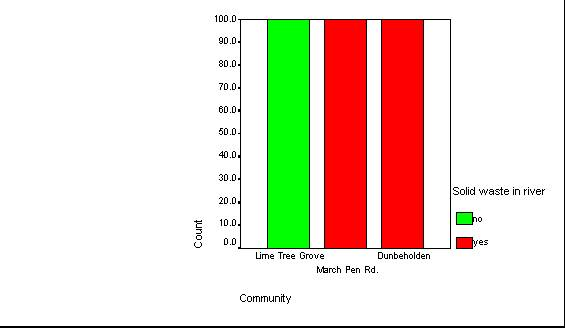 100.0
90.0
80.0
70.0
60.0
50.0
40.0
30.0
20.0
10.0
0.0
Count
Lime Tree Grove
March Pen Rd.
Dunbeholden
Community
Solid waste in river
no
yes